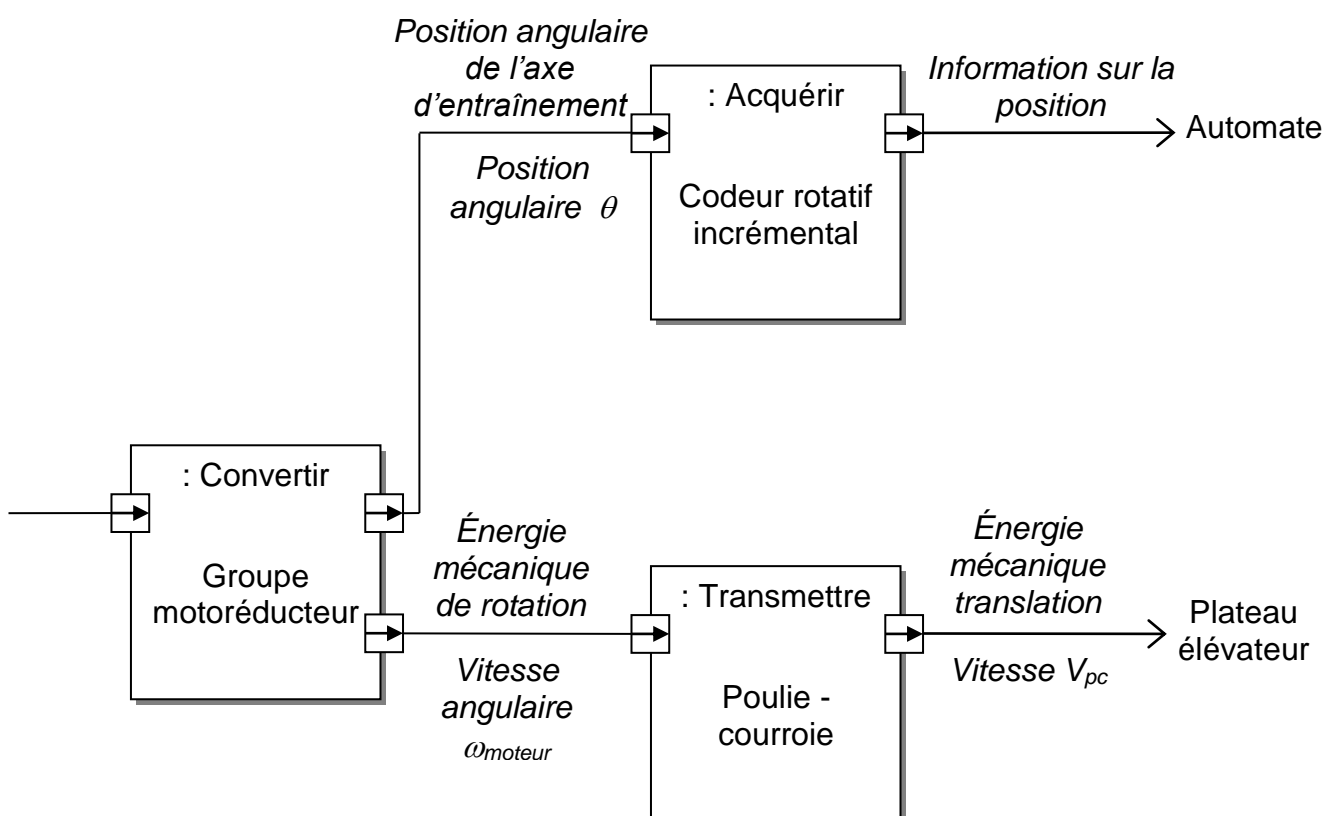 Position angulaire
de l'axe
d'entraînement
Position
angulaire θ
: Acquérir
Codeur rotatif
incrémental
Information sur la
position
Automate
: Convertir
Groupe
motoréducteur
Énergie
mécanique
de rotation
Vitesse
angulaire
ωmoteur
: Transmettre
Poulie -
courroie
Énergie
mécanique
translation
Vitesse Vpc
Plateau
élévateur